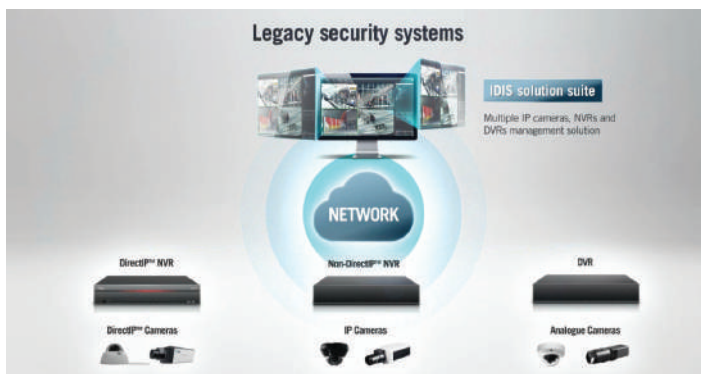 Legacy security systems
IDIS solution suite
Multiple IP cameras, NVRs and
DVRs management solution
NETWORK
DirectIP™ NVR
Non-DirectIP™ NVR
DVR
DirectIP™ Cameras
IP Cameras
Analogue Cameras